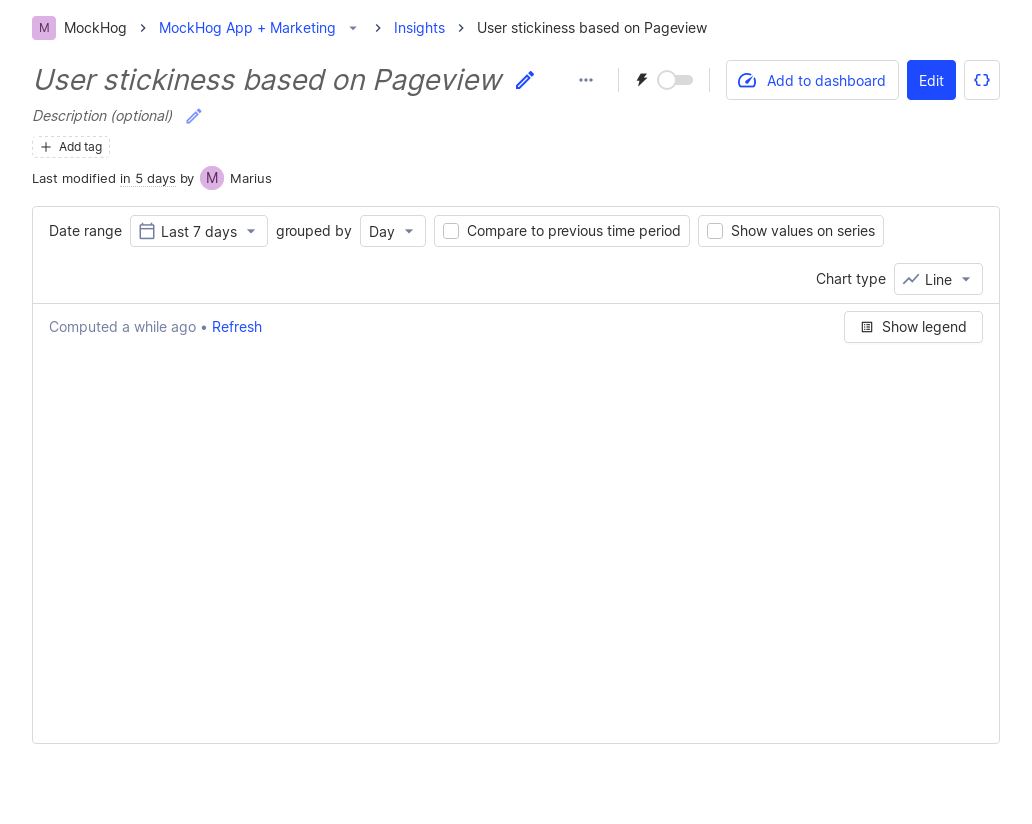 M MockHog MockHog App + Marketing Insights User stickiness based on Pageview
User stickiness based on Pageview Add to dashboard Edit
Description (optional)
Add tag
Last modified in 5 days by M Marius
Date range Last 7 days grouped by Day Compare to previous time period Show values on series
Chart type Line
Computed a while ago • Refresh Show legend